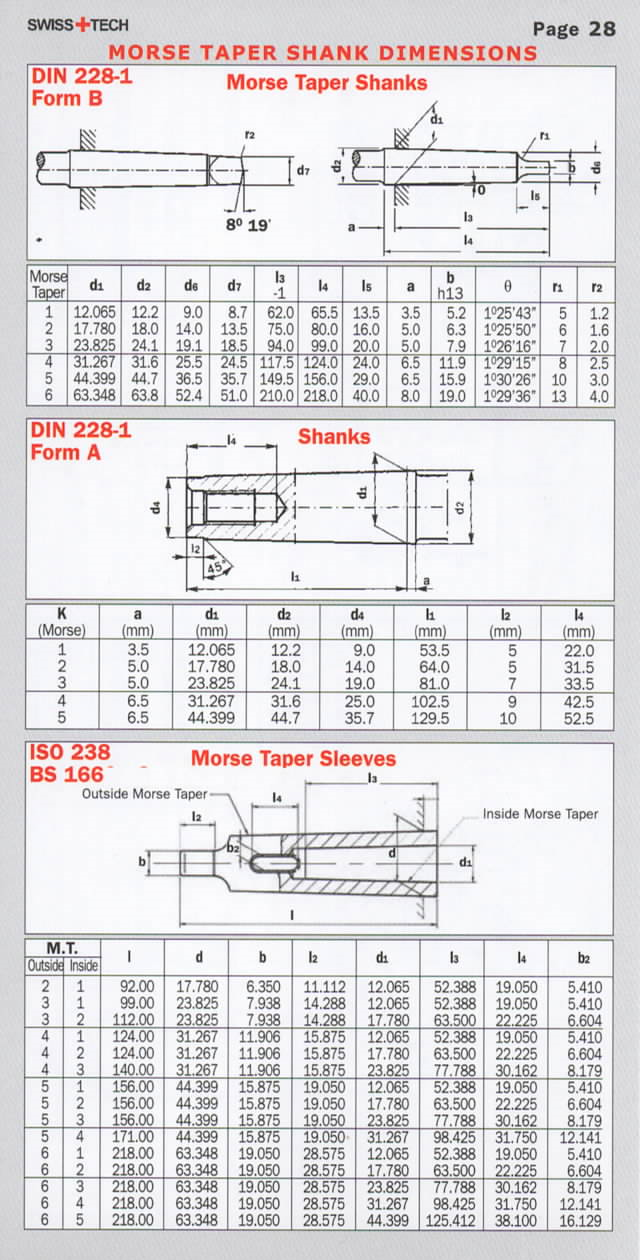 SWISS+TECH
Page 28
MORSE TAPER SHANK DIMENSIONS
DIN 228-1 Morse Taper Shanks
Form B
d1
r2
r1
d2
d7
b
d6
0
l5
8º 19'
a
l3
l4
Morse Taper d1 d2 d6 d7 l3 -1 l4 l5 a b h13 θ r1 r2
1 12.065 12.2 9.0 8.7 62.0 65.5 13.5 3.5 5.2 1º25'43" 5 1.2
2 17.780 18.0 14.0 13.5 75.0 80.0 16.0 5.0 6.3 1º25'50" 6 1.6
3 23.825 24.1 19.1 18.5 94.0 99.0 20.0 5.0 7.9 1º26'16" 7 2.0
4 31.267 31.6 25.5 24.5 117.5 124.0 24.0 6.5 11.9 1º29'15" 8 2.5
5 44.399 44.7 36.5 35.7 149.5 156.0 29.0 6.5 15.9 1º30'26" 10 3.0
6 63.348 63.8 52.4 51.0 210.0 218.0 40.0 8.0 19.0 1º29'36" 13 4.0
DIN 228-1 Shanks
Form A
l4
d4
d1
d2
l2
45°
l1
a
K a d1 d2 d4 l1 l2 l4
(Morse) (mm) (mm) (mm) (mm) (mm) (mm) (mm)
1 3.5 12.065 12.2 9.0 53.5 5 22.0
2 5.0 17.780 18.0 14.0 64.0 5 31.5
3 5.0 23.825 24.1 19.0 81.0 7 33.5
4 6.5 31.267 31.6 25.0 102.5 9 42.5
5 6.5 44.399 44.7 35.7 129.5 10 52.5
ISO 238 Morse Taper Sleeves
BS 166
l3
Outside Morse Taper
l4
l2
Inside Morse Taper
b2
b
d
d1
l
M.T.
Outside Inside l d b l2 d1 l3 l4 b2
2 1 92.00 17.780 6.350 11.112 12.065 52.388 19.050 5.410
3 1 99.00 23.825 7.938 14.288 12.065 52.388 19.050 5.410
3 2 112.00 23.825 7.938 14.288 17.780 63.500 22.225 6.604
4 1 124.00 31.267 11.906 15.875 12.065 52.388 19.050 5.410
4 2 124.00 31.267 11.906 15.875 17.780 63.500 22.225 6.604
4 3 140.00 31.267 11.906 15.875 23.825 77.788 30.162 8.179
5 1 156.00 44.399 15.875 19.050 12.065 52.388 19.050 5.410
5 2 156.00 44.399 15.875 19.050 17.780 63.500 22.225 6.604
5 3 156.00 44.399 15.875 19.050 23.825 77.788 30.162 8.179
5 4 171.00 44.399 15.875 19.050 31.267 98.425 31.750 12.141
6 1 218.00 63.348 19.050 28.575 12.065 52.388 19.050 5.410
6 2 218.00 63.348 19.050 28.575 17.780 63.500 22.225 6.604
6 3 218.00 63.348 19.050 28.575 23.825 77.788 30.162 8.179
6 4 218.00 63.348 19.050 28.575 31.267 98.425 31.750 12.141
6 5 218.00 63.348 19.050 28.575 44.399 125.412 38.100 16.129